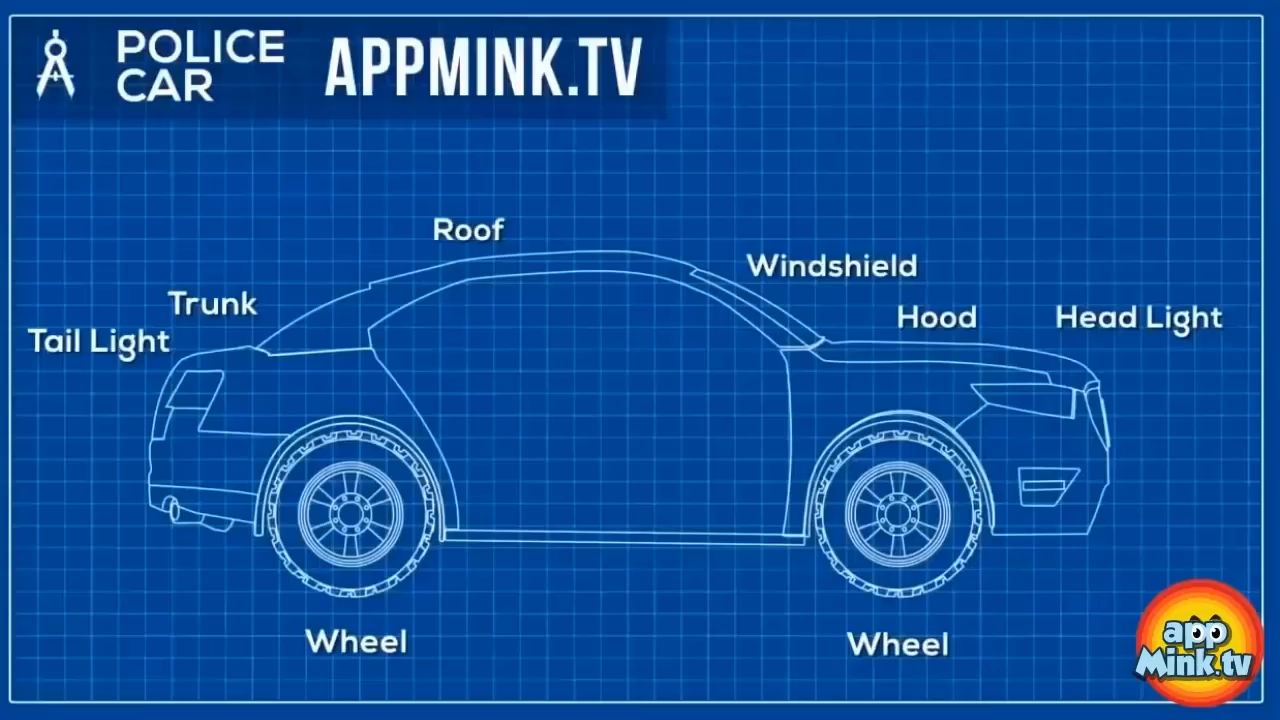 POLICE
CAR
APPMINK.TV
Roof
Windshield
Trunk
Hood
Head Light
Tail Light
Wheel
Wheel
app
Mink.tv